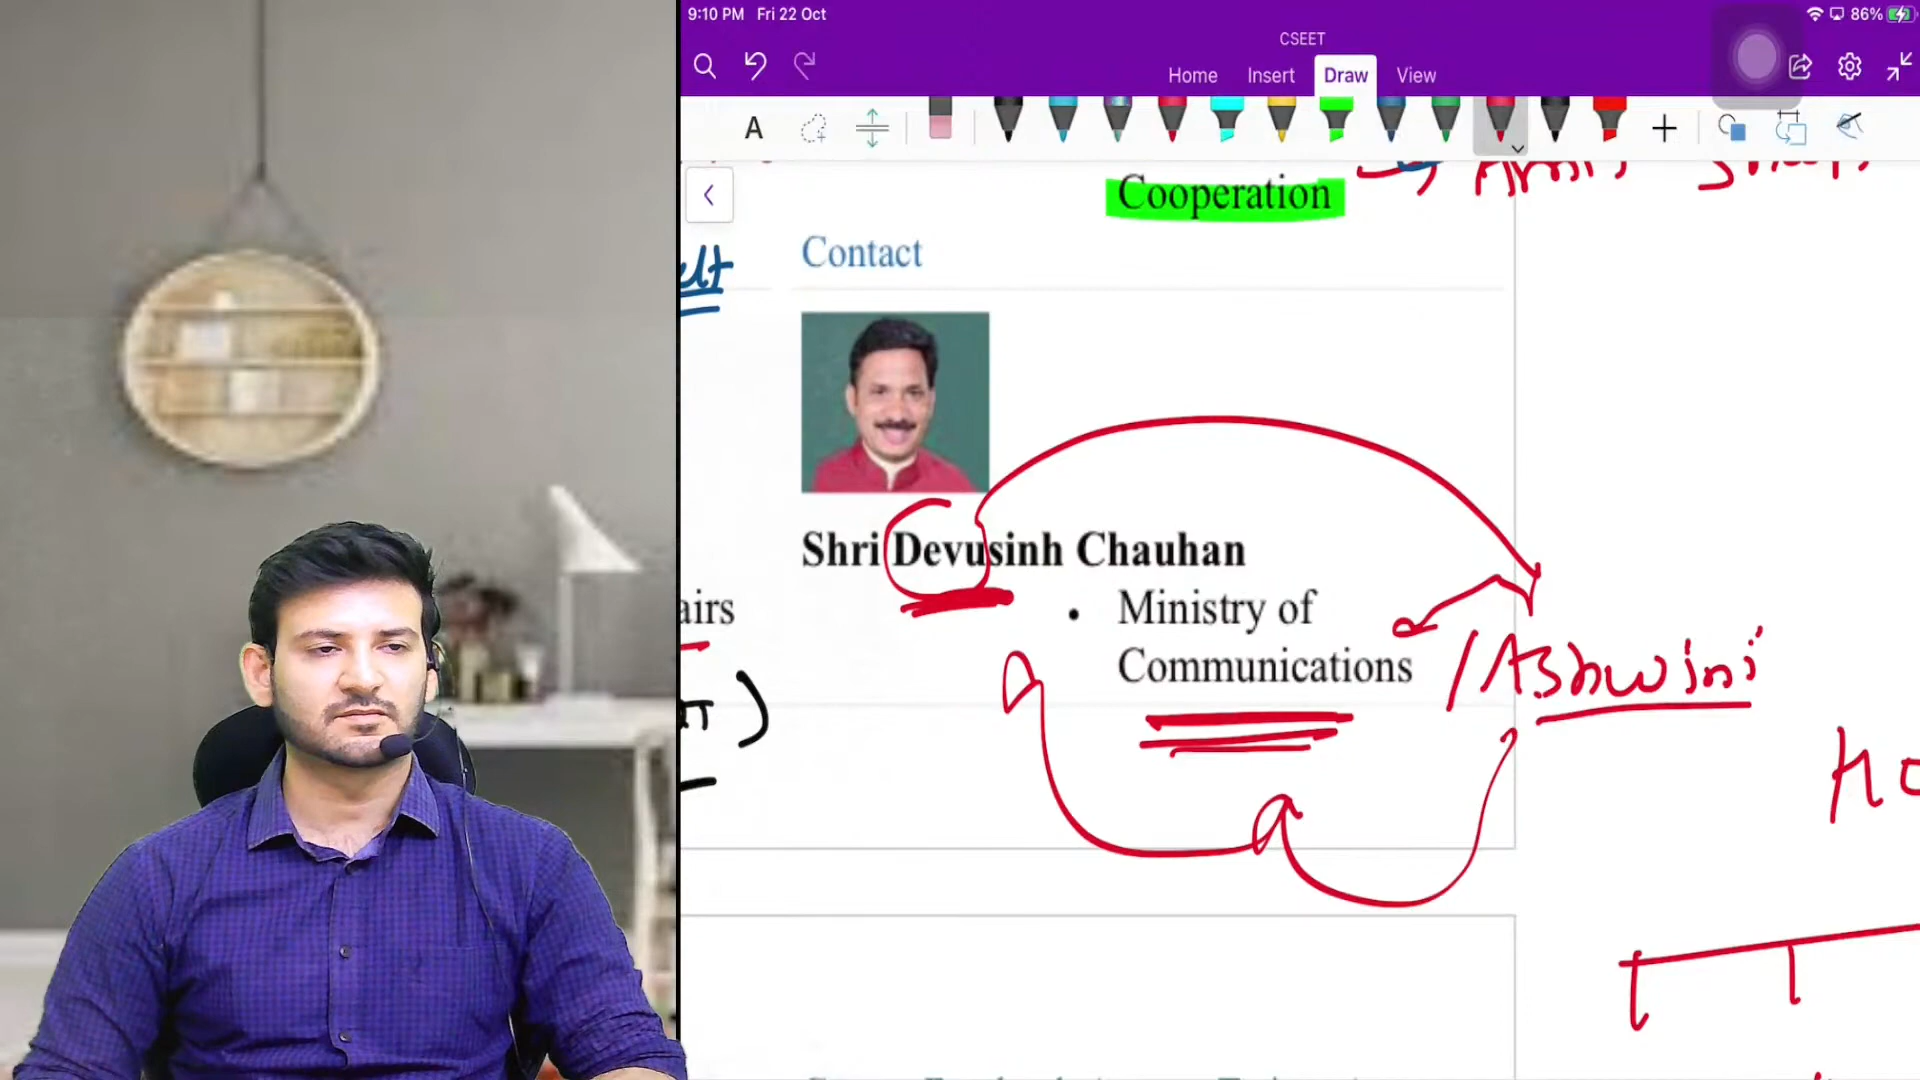 9:10 PM Fri 22 Oct
86%
CSEET
Home Insert Draw View
A
Cooperation
Contact
Shri Devusinh Chauhan
airs
• Ministry of
Communications
/Ashwini